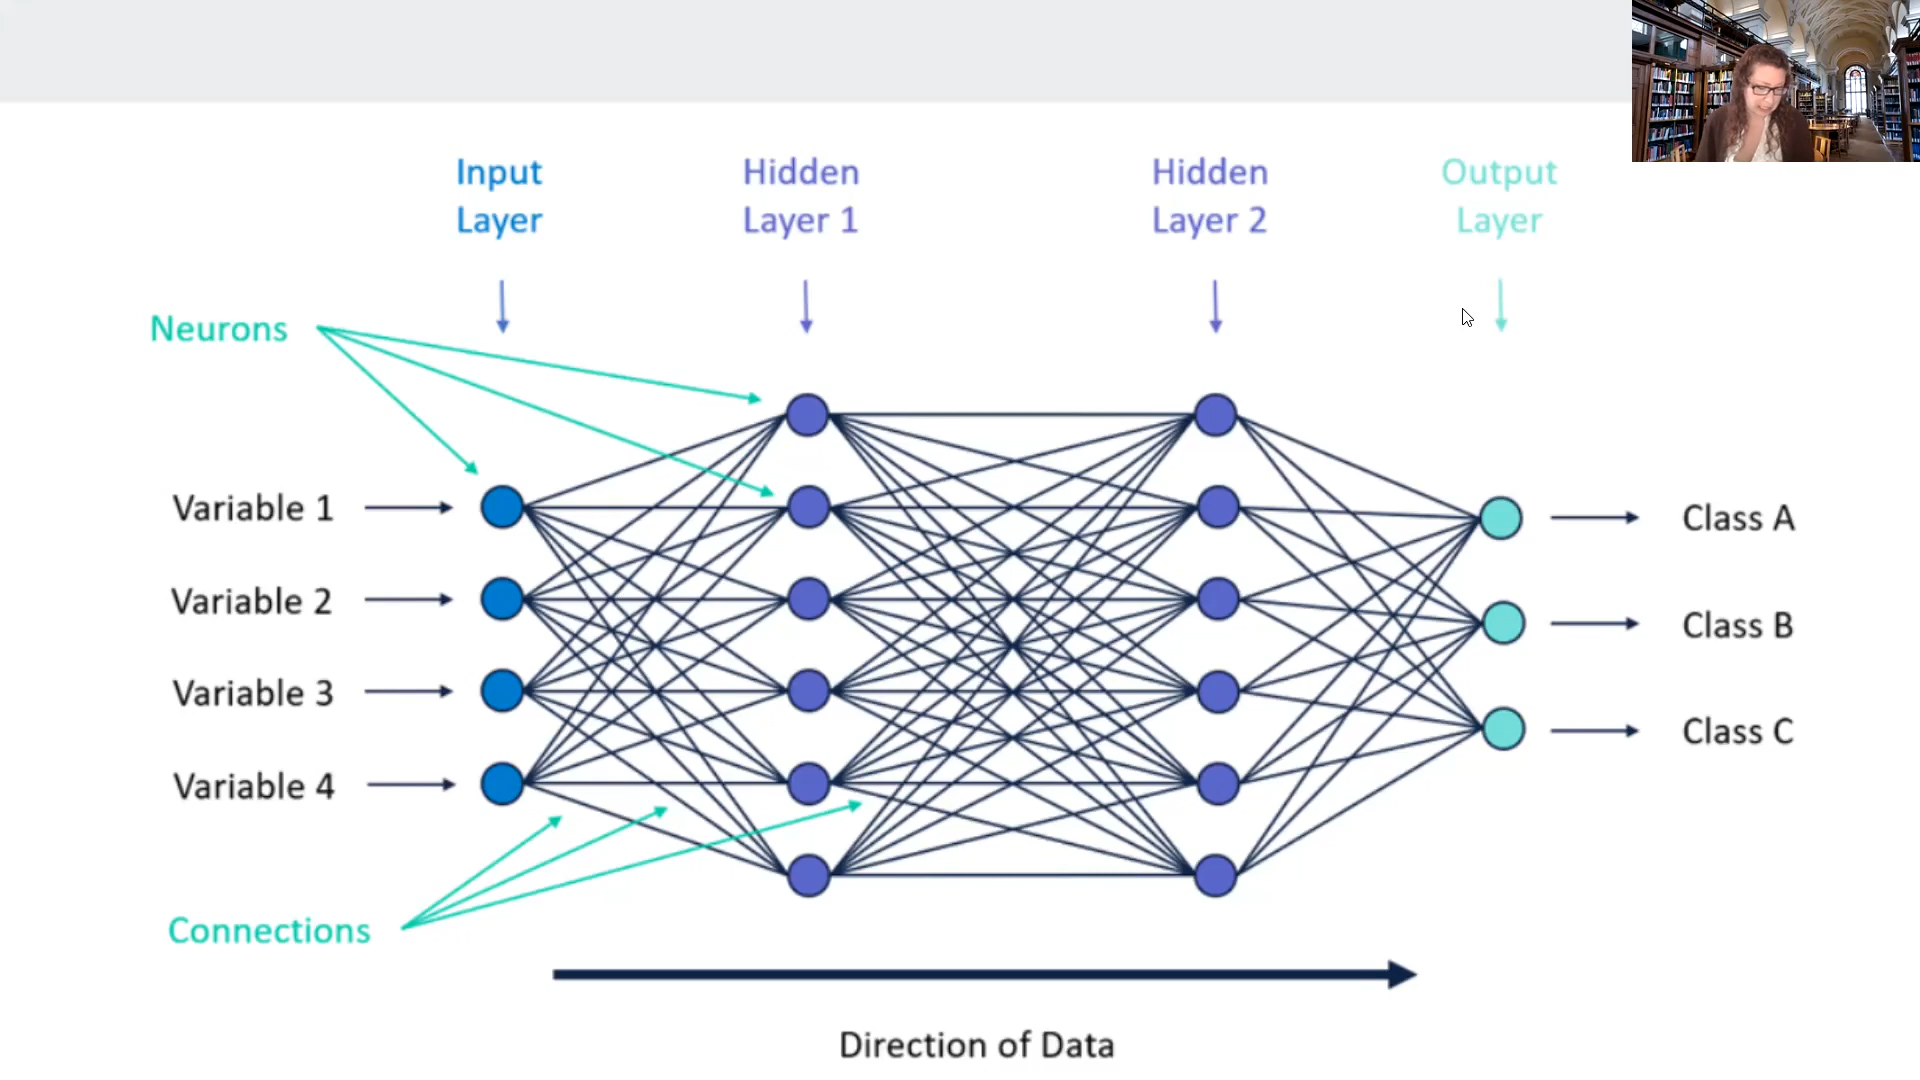 Input
Layer
Hidden
Layer 1
Hidden
Layer 2
Output
Layer
Neurons
Variable 1
Variable 2
Variable 3
Variable 4
Class A
Class B
Class C
Connections
Direction of Data